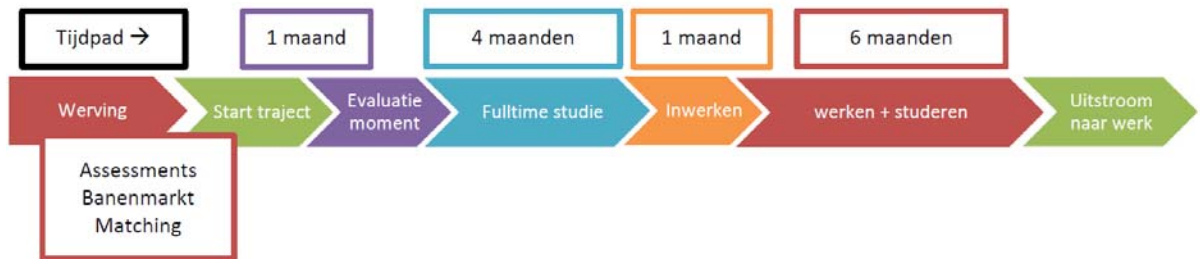 Tijdpad →
1 maand
4 maanden
1 maand
6 maanden
Werving
Start traject
Evaluatie
moment
Fulltime studie
Inwerken
werken + studeren
Uitstroom
naar werk
Assessments
Banenmarkt
Matching